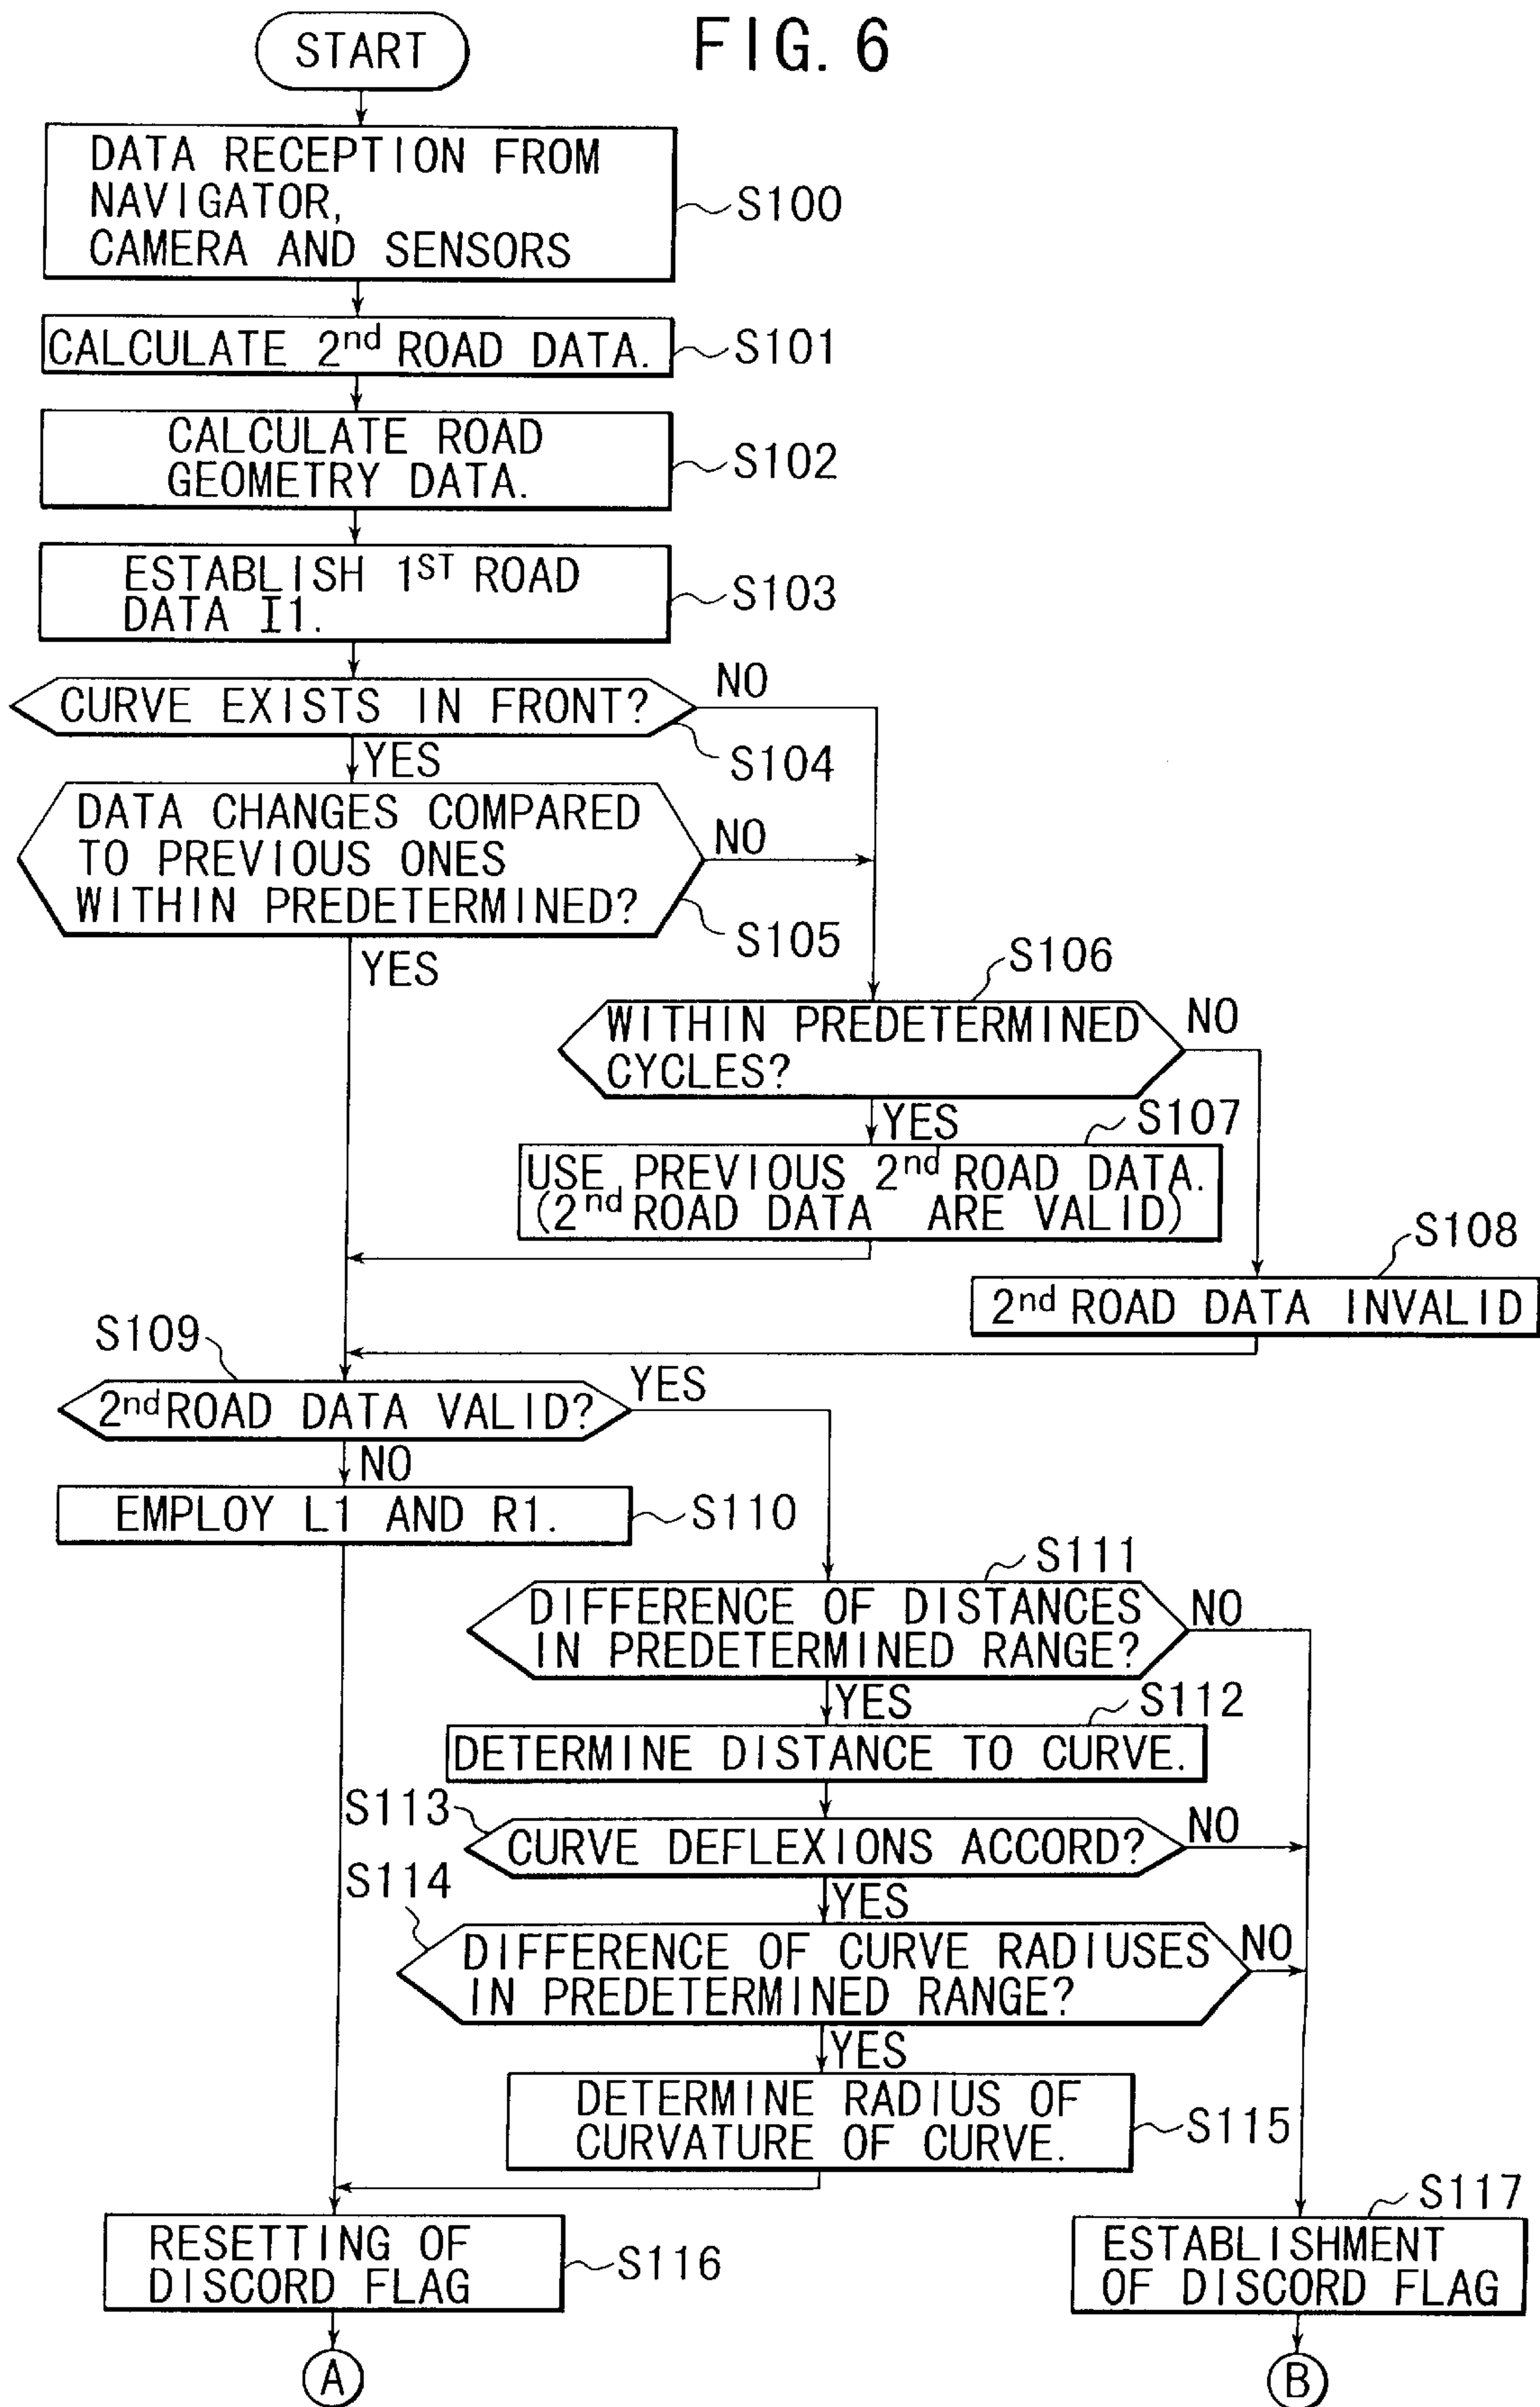 FIG. 6
START
DATA RECEPTION FROM
NAVIGATOR,
CAMERA AND SENSORS
S100
CALCULATE 2nd ROAD DATA.
S101
CALCULATE ROAD
GEOMETRY DATA.
S102
ESTABLISH 1ST ROAD
DATA I1.
S103
CURVE EXISTS IN FRONT?
NO
S104
YES
DATA CHANGES COMPARED
TO PREVIOUS ONES
WITHIN PREDETERMINED?
NO
S105
YES
S106
WITHIN PREDETERMINED
CYCLES?
NO
YES
S107
USE PREVIOUS 2nd ROAD DATA.
(2nd ROAD DATA ARE VALID)
S108
2nd ROAD DATA INVALID
S109
2nd ROAD DATA VALID?
YES
NO
EMPLOY L1 AND R1.
S110
S111
DIFFERENCE OF DISTANCES
IN PREDETERMINED RANGE?
NO
YES
S112
DETERMINE DISTANCE TO CURVE.
S113
CURVE DEFLEXIONS ACCORD?
NO
S114
YES
DIFFERENCE OF CURVE RADIUSES
IN PREDETERMINED RANGE?
NO
YES
DETERMINE RADIUS OF
CURVATURE OF CURVE.
S115
RESETTING OF
DISCORD FLAG
S116
S117
ESTABLISHMENT
OF DISCORD FLAG
A
B